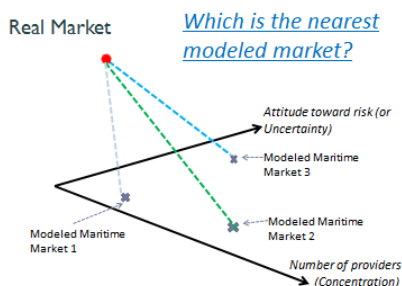 Real Market
Which is the nearest
modeled market?
Attitude toward risk (or
Uncertainty)
Modeled Maritime
Market 3
Modeled Maritime
Market 2
Modeled Maritime
Market 1
Number of providers
(Concentration)